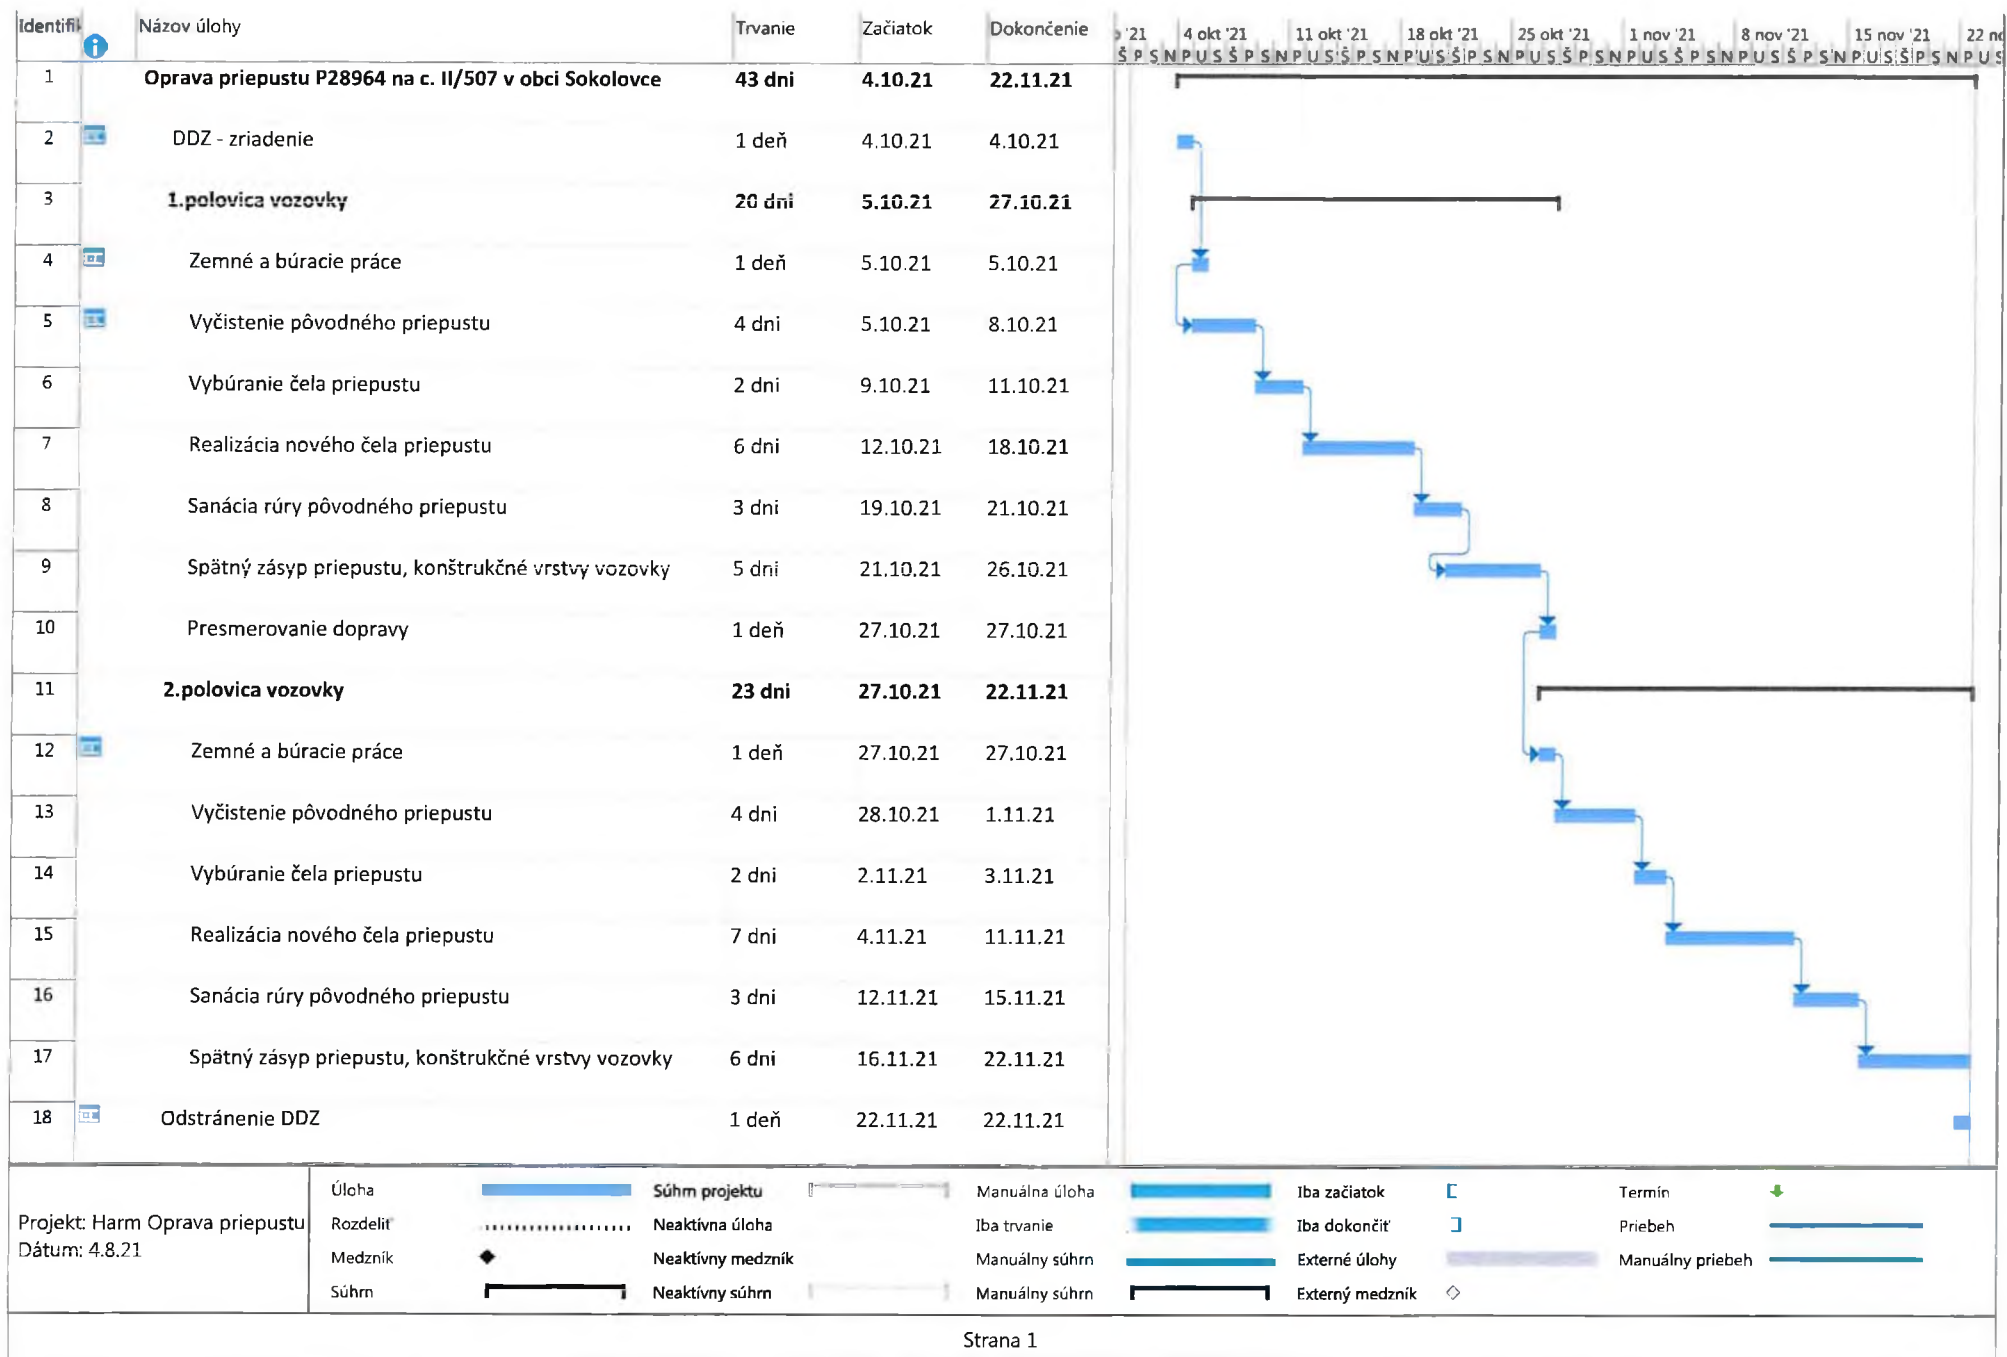 Identifi Názov úlohy Trvanie Začiatok Dokončenie '21 4 okt '21 11 okt '21 18 okt '21 25 okt '21 1 nov '21 8 nov '21 15 nov '21 22 no
Š P S N P U S Š P S N P U S Š P S N P U S Š P S N P U S Š P S N P U S Š P S N P U S Š P S N P U S Š P S N P U S
1 Oprava priepustu P28964 na c. II/507 v obci Sokolovce 43 dni 4.10.21 22.11.21
2 DDZ - zriadenie 1 deň 4.10.21 4.10.21
3 1.polovica vozovky 20 dni 5.10.21 27.10.21
4 Zemné a búracie práce 1 deň 5.10.21 5.10.21
5 Vyčistenie pôvodného priepustu 4 dni 5.10.21 8.10.21
6 Vybúranie čela priepustu 2 dni 9.10.21 11.10.21
7 Realizácia nového čela priepustu 6 dni 12.10.21 18.10.21
8 Sanácia rúry pôvodného priepustu 3 dni 19.10.21 21.10.21
9 Spätný zásyp priepustu, konštrukčné vrstvy vozovky 5 dni 21.10.21 26.10.21
10 Presmerovanie dopravy 1 deň 27.10.21 27.10.21
11 2.polovica vozovky 23 dni 27.10.21 22.11.21
12 Zemné a búracie práce 1 deň 27.10.21 27.10.21
13 Vyčistenie pôvodného priepustu 4 dni 28.10.21 1.11.21
14 Vybúranie čela priepustu 2 dni 2.11.21 3.11.21
15 Realizácia nového čela priepustu 7 dni 4.11.21 11.11.21
16 Sanácia rúry pôvodného priepustu 3 dni 12.11.21 15.11.21
17 Spätný zásyp priepustu, konštrukčné vrstvy vozovky 6 dni 16.11.21 22.11.21
18 Odstránenie DDZ 1 deň 22.11.21 22.11.21
Projekt: Harm Oprava priepustu
Dátum: 4.8.21
Úloha Súhrn projektu Manuálna úloha Iba začiatok Termín
Rozdeliť Neaktívna úloha Iba trvanie Iba dokončiť Priebeh
Medzník Neaktívny medzník Manuálny súhrn Externé úlohy Manuálny priebeh
Súhrn Neaktívny súhrn Manuálny súhrn Externý medzník
Strana 1